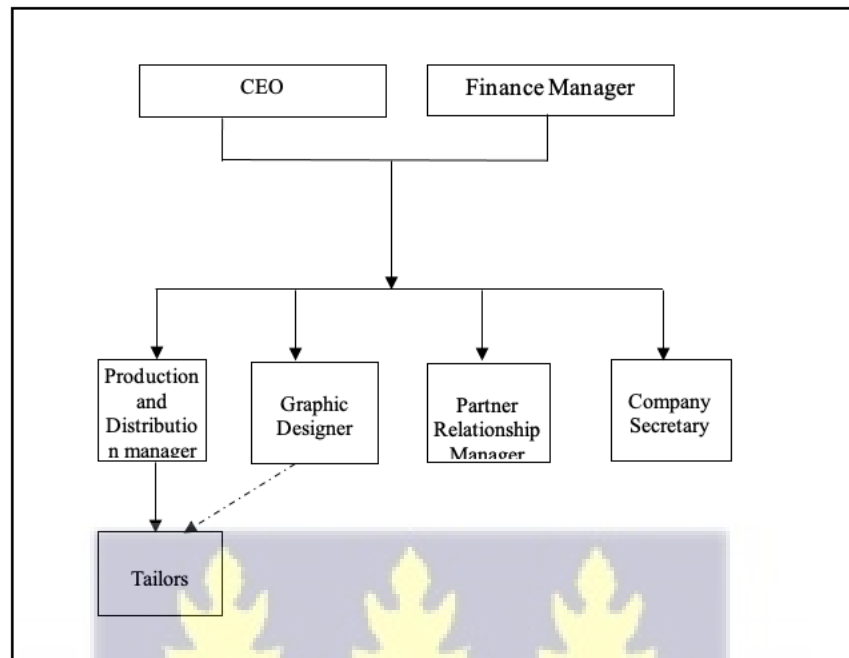 CEO
Finance Manager
Production
and
Distributio
n manager
Graphic
Designer
Partner
Relationship
Manager
Company
Secretary
Tailors